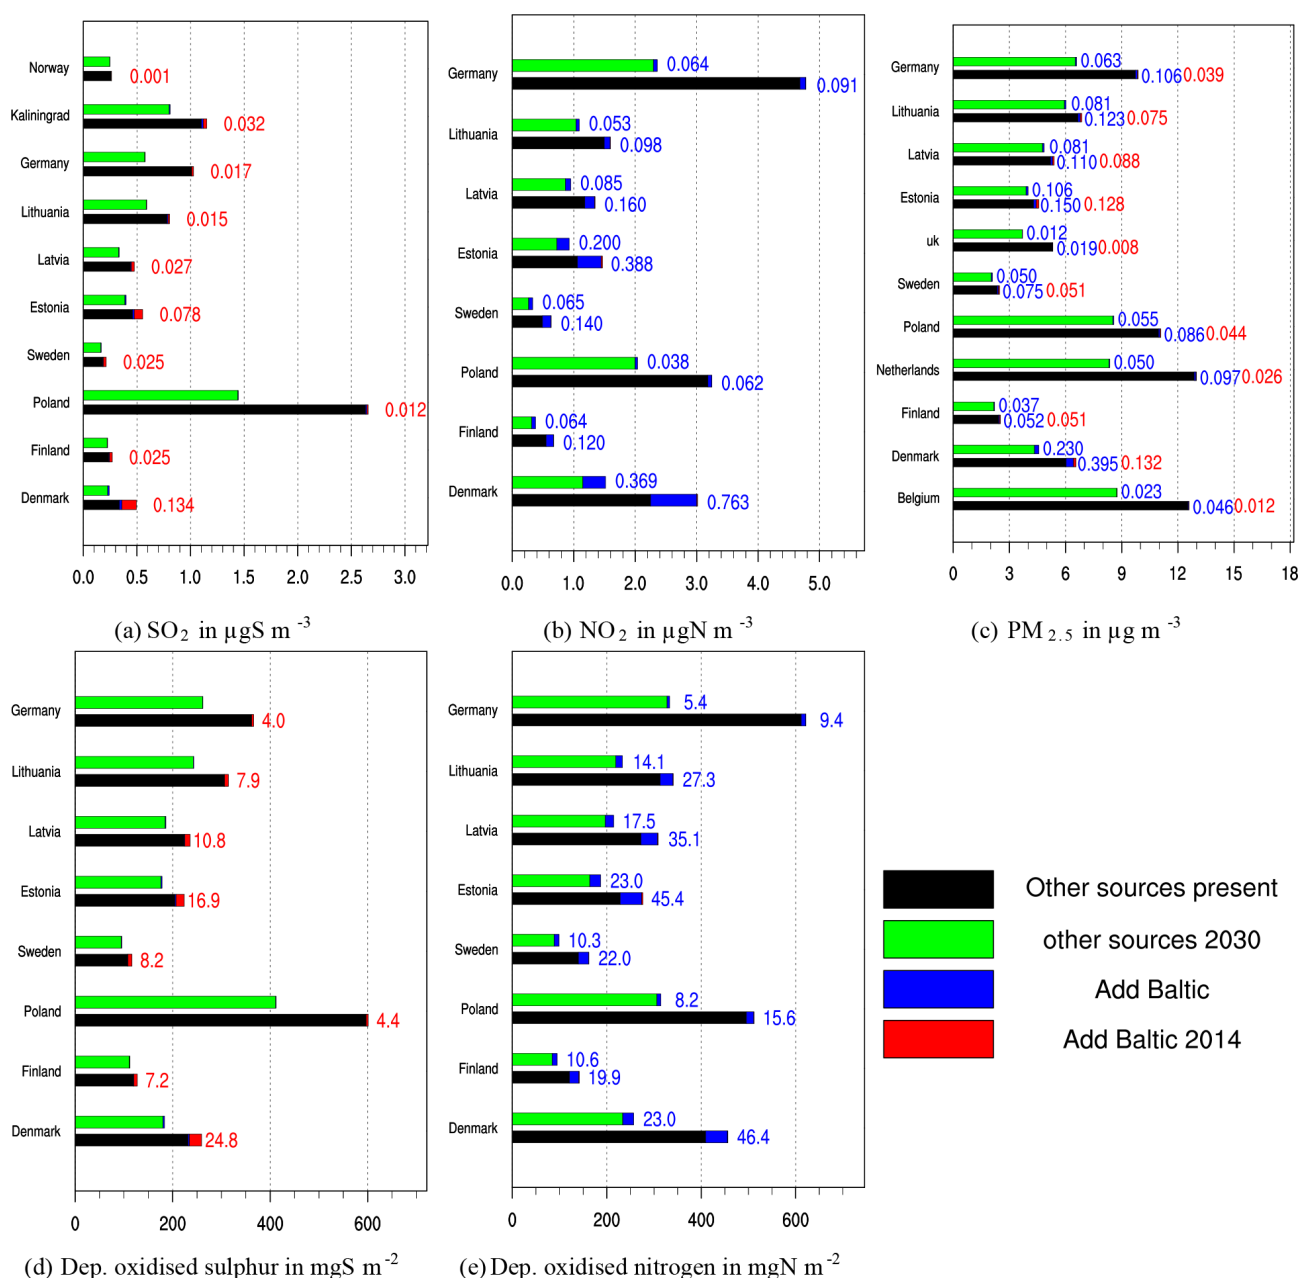 Norway 0.001
Kaliningrad 0.032
Germany 0.017
Lithuania 0.015
Latvia 0.027
Estonia 0.078
Sweden 0.025
Poland 0.012
Finland 0.025
Denmark 0.134
0.0 0.5 1.0 1.5 2.0 2.5 3.0
(a) SO2 in µgS m-3
Germany 0.064
0.091
Lithuania 0.053
0.098
Latvia 0.085
0.160
Estonia 0.200
0.388
Sweden 0.065
0.140
Poland 0.038
0.062
Finland 0.064
0.120
Denmark 0.369
0.763
0.0 1.0 2.0 3.0 4.0 5.0
(b) NO2 in µgN m-3
Germany 0.063
0.106 0.039
Lithuania 0.081
0.123 0.075
Latvia 0.081
0.110 0.088
Estonia 0.106
0.150 0.128
uk 0.012
0.019 0.008
Sweden 0.050
0.075 0.051
Poland 0.055
0.086 0.044
Netherlands 0.050
0.097 0.026
Finland 0.037
0.052 0.051
Denmark 0.230
0.395 0.132
Belgium 0.023
0.046 0.012
0 3 6 9 12 15 18
(c) PM2.5 in µg m-3
Germany 4.0
Lithuania 7.9
Latvia 10.8
Estonia 16.9
Sweden 8.2
Poland 4.4
Finland 7.2
Denmark 24.8
0 200 400 600
(d) Dep. oxidised sulphur in mgS m-2
Germany 5.4
9.4
Lithuania 14.1
27.3
Latvia 17.5
35.1
Estonia 23.0
45.4
Sweden 10.3
22.0
Poland 8.2
15.6
Finland 10.6
19.9
Denmark 23.0
46.4
0 200 400 600
(e) Dep. oxidised nitrogen in mgN m-2
Other sources present
other sources 2030
Add Baltic
Add Baltic 2014